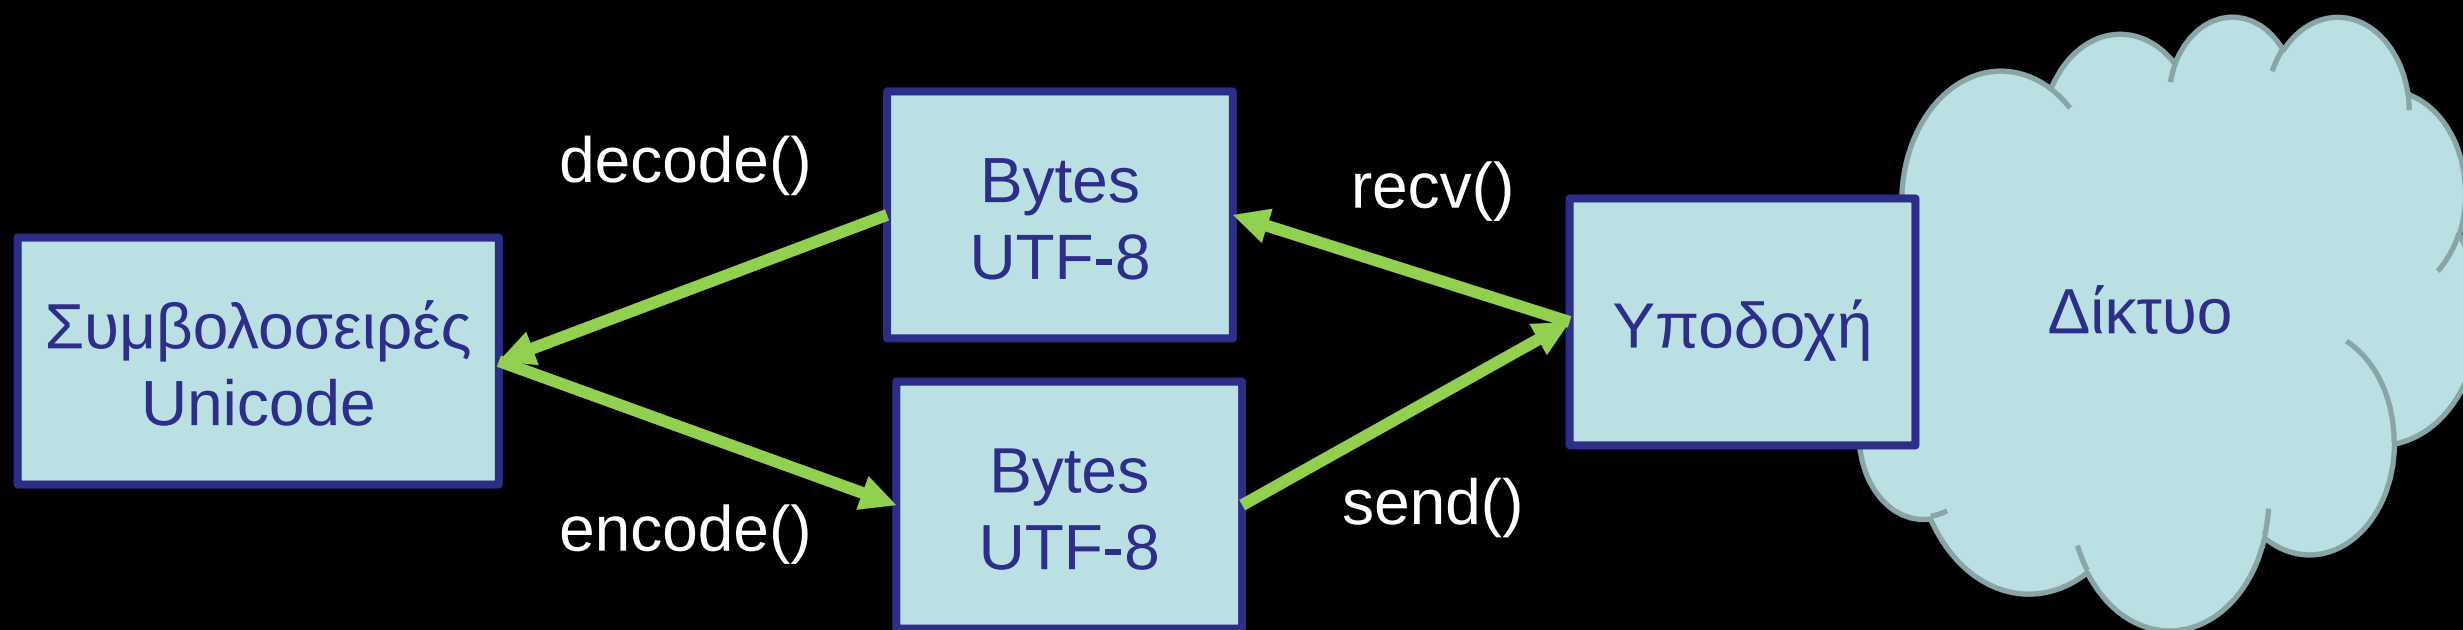 decode()
Bytes
UTF-8
recv()
Συμβολοσειρές
Unicode
Υποδοχή
Δίκτυο
encode()
Bytes
UTF-8
send()